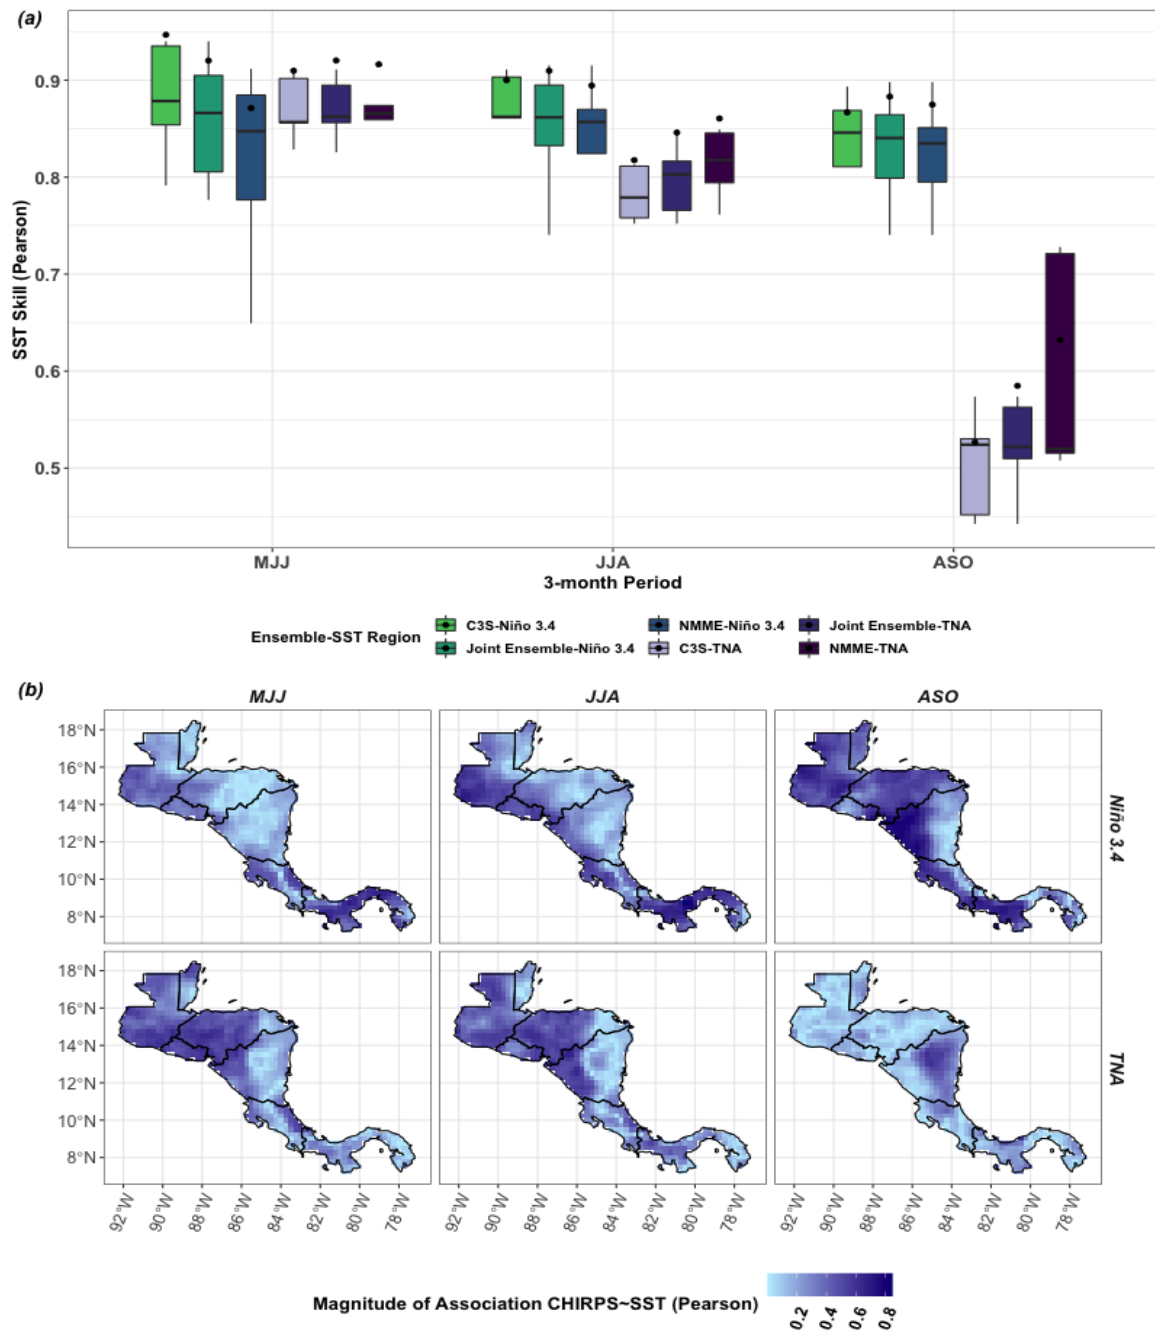 (a)
SST Skill (Pearson)
0.9
0.8
0.7
0.6
0.5
MJJ JJA ASO
3-month Period
Ensemble-SST Region
C3S-Niño 3.4 NMME-Niño 3.4 Joint Ensemble-TNA
Joint Ensemble-Niño 3.4 C3S-TNA NMME-TNA
(b)
MJJ JJA ASO
18°N
16°N
14°N
12°N
10°N
8°N
Niño 3.4
18°N
16°N
14°N
12°N
10°N
8°N
TNA
92°W 90°W 88°W 86°W 84°W 82°W 80°W 78°W 92°W 90°W 88°W 86°W 84°W 82°W 80°W 78°W 92°W 90°W 88°W 86°W 84°W 82°W 80°W 78°W
Magnitude of Association CHIRPS~SST (Pearson)
0.2 0.4 0.6 0.8